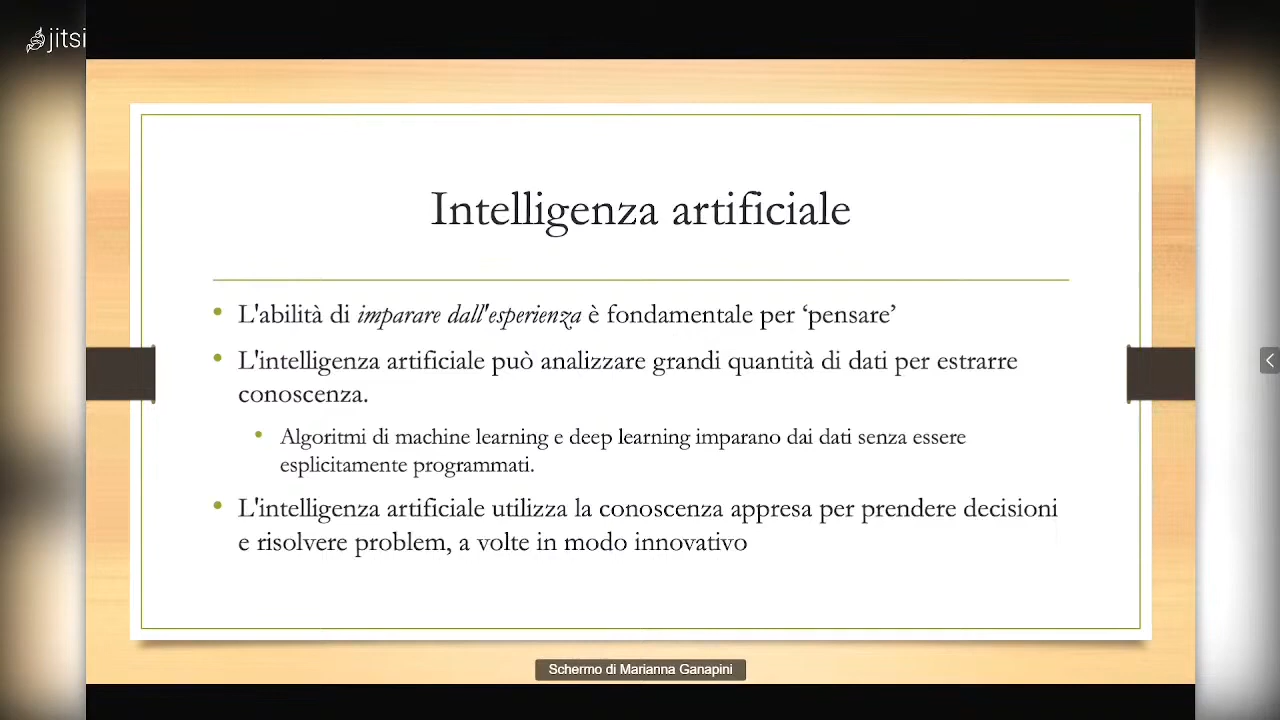 jitsi
Intelligenza artificiale
• L'abilità di imparare dall'esperienza è fondamentale per ‘pensare’
• L'intelligenza artificiale può analizzare grandi quantità di dati per estrarre
conoscenza.
• Algoritmi di machine learning e deep learning imparano dai dati senza essere
esplicitamente programmati.
• L'intelligenza artificiale utilizza la conoscenza appresa per prendere decisioni
e risolvere problem, a volte in modo innovativo
Schermo di Marianna Ganapini